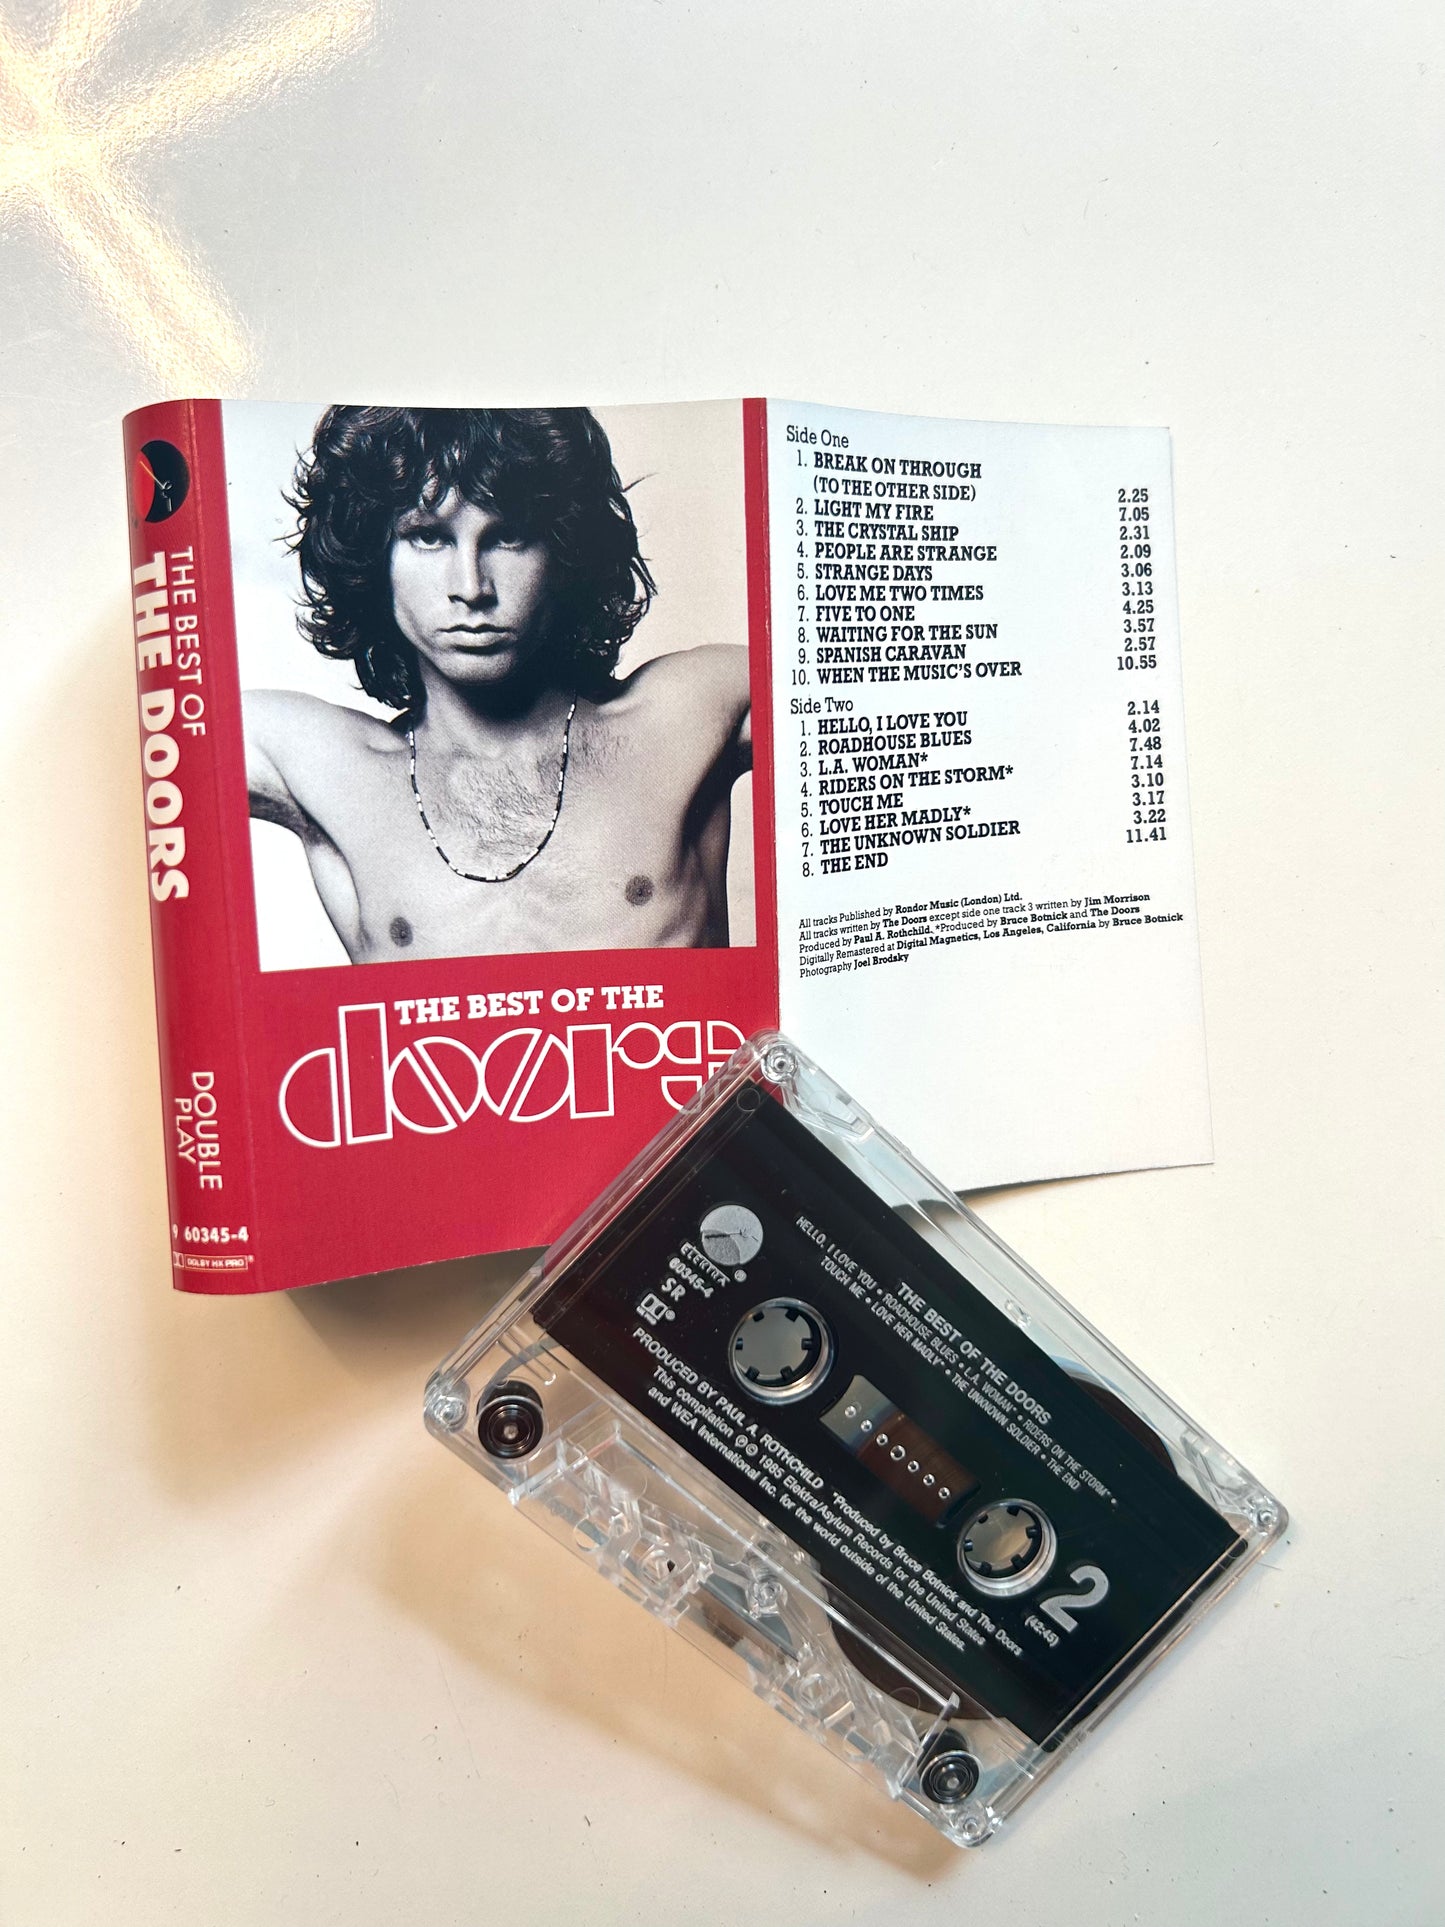 THE BEST OF
THE DOORS
DOUBLE
PLAY
9 60345-4
DOLBY HX PRO
THE BEST OF THE
doors
Side One
1. BREAK ON THROUGH
(TO THE OTHER SIDE) 2.25
2. LIGHT MY FIRE 7.05
3. THE CRYSTAL SHIP 2.31
4. PEOPLE ARE STRANGE 2.09
5. STRANGE DAYS 3.06
6. LOVE ME TWO TIMES 3.13
7. FIVE TO ONE 4.25
8. WAITING FOR THE SUN 3.57
9. SPANISH CARAVAN 2.57
10. WHEN THE MUSIC'S OVER 10.55
Side Two
1. HELLO, I LOVE YOU 2.14
2. ROADHOUSE BLUES 4.02
3. L.A. WOMAN* 7.48
4. RIDERS ON THE STORM* 7.14
5. TOUCH ME 3.10
6. LOVE HER MADLY* 3.17
7. THE UNKNOWN SOLDIER 3.22
8. THE END 11.41
All tracks Published by Rondor Music (London) Ltd.
All tracks written by The Doors except side one track 3 written by Jim Morrison
Produced by Paul A. Rothchild. *Produced by Bruce Botnick and The Doors
Digitally Remastered at Digital Magnetics, Los Angeles, California by Bruce Botnick
Photography Joel Brodsky
ELEKTRA
60345-4
SR
THE BEST OF THE DOORS
HELLO, I LOVE YOU • ROADHOUSE BLUES • L.A. WOMAN* • RIDERS ON THE STORM* •
TOUCH ME • LOVE HER MADLY* • THE UNKNOWN SOLDIER • THE END
2
(42:45)
PRODUCED BY PAUL A. ROTHCHILD *Produced by Bruce Botnick and The Doors
This compilation ℗ © 1985 Elektra/Asylum Records for the United States
and WEA International Inc. for the world outside of the United States.